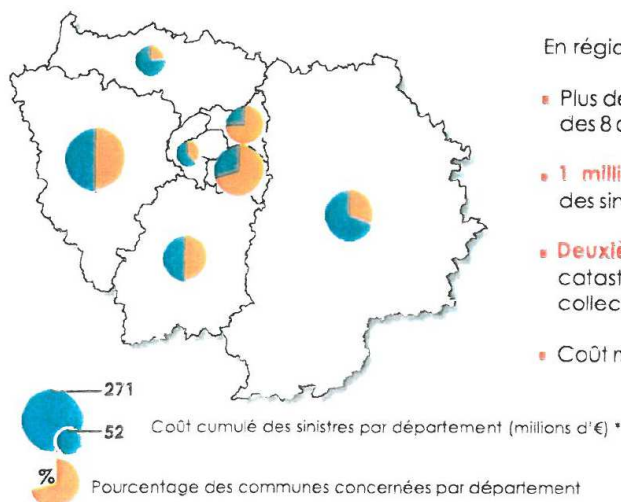 En régio
Plus de
des 8 c
1 milli
des sin
Deuxiè
catast
collec
Coût m
271
52
Coût cumulé des sinistres par département (millions d'€) *
%
Pourcentage des communes concernées par département